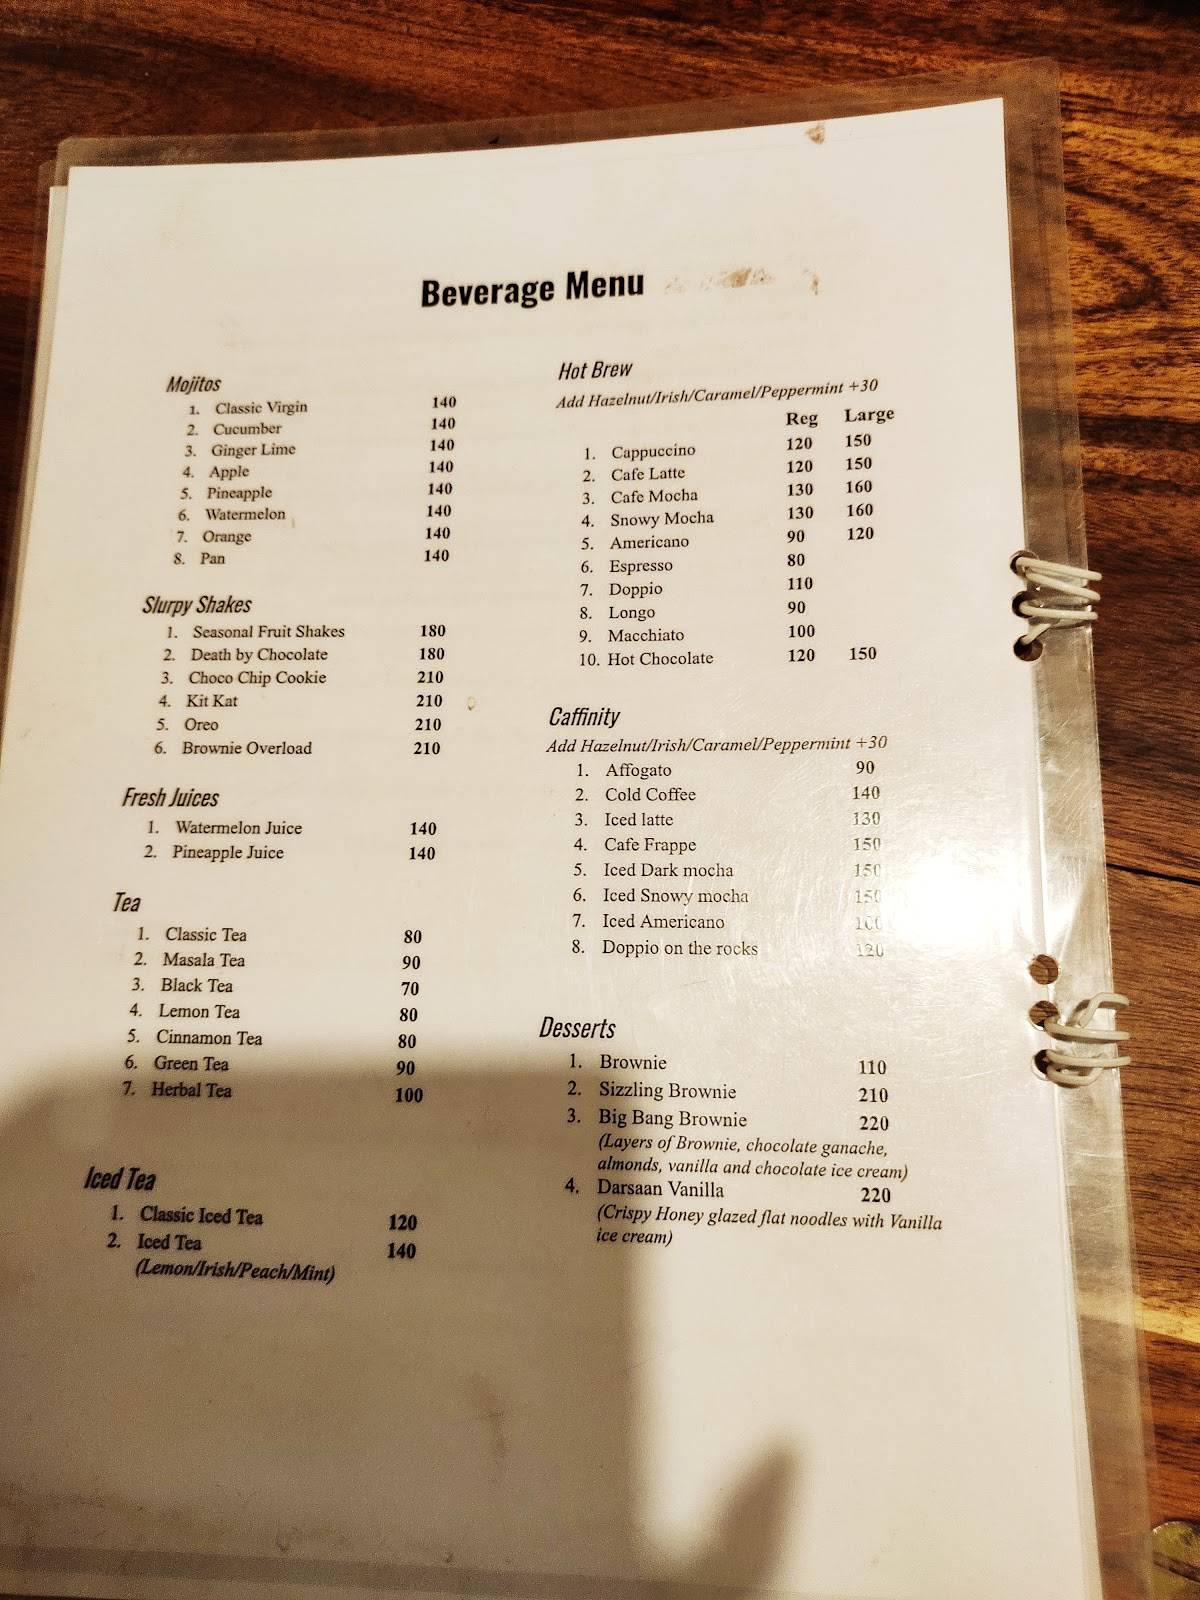 Beverage Menu
Mojitos
1. Classic Virgin 140
2. Cucumber 140
3. Ginger Lime 140
4. Apple 140
5. Pineapple 140
6. Watermelon 140
7. Orange 140
8. Pan 140
Slurpy Shakes
1. Seasonal Fruit Shakes 180
2. Death by Chocolate 180
3. Choco Chip Cookie 210
4. Kit Kat 210
5. Oreo 210
6. Brownie Overload 210
Fresh Juices
1. Watermelon Juice 140
2. Pineapple Juice 140
Tea
1. Classic Tea 80
2. Masala Tea 90
3. Black Tea 70
4. Lemon Tea 80
5. Cinnamon Tea 80
6. Green Tea 90
7. Herbal Tea 100
Iced Tea
1. Classic Iced Tea 120
2. Iced Tea 140
(Lemon/Irish/Peach/Mint)
Hot Brew
Add Hazelnut/Irish/Caramel/Peppermint +30
Reg Large
1. Cappuccino 120 150
2. Cafe Latte 120 150
3. Cafe Mocha 130 160
4. Snowy Mocha 130 160
5. Americano 90 120
6. Espresso 80
7. Doppio 110
8. Longo 90
9. Macchiato 100
10. Hot Chocolate 120 150
Caffinity
Add Hazelnut/Irish/Caramel/Peppermint +30
1. Affogato 90
2. Cold Coffee 140
3. Iced latte 130
4. Cafe Frappe 150
5. Iced Dark mocha 150
6. Iced Snowy mocha 150
7. Iced Americano 100
8. Doppio on the rocks 120
Desserts
1. Brownie 110
2. Sizzling Brownie 210
3. Big Bang Brownie 220
(Layers of Brownie, chocolate ganache,
almonds, vanilla and chocolate ice cream)
4. Darsaan Vanilla 220
(Crispy Honey glazed flat noodles with Vanilla
ice cream)